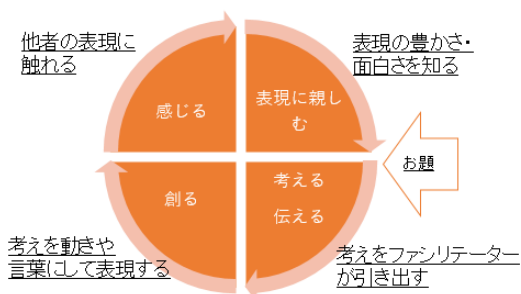 他者の表現に
触れる
表現の豊かさ・
面白さを知る
感じる
表現に親し
む
お題
考える
伝える
創る
考えを動きや
言葉にして表現する
考えをファシリテーター
が引き出す